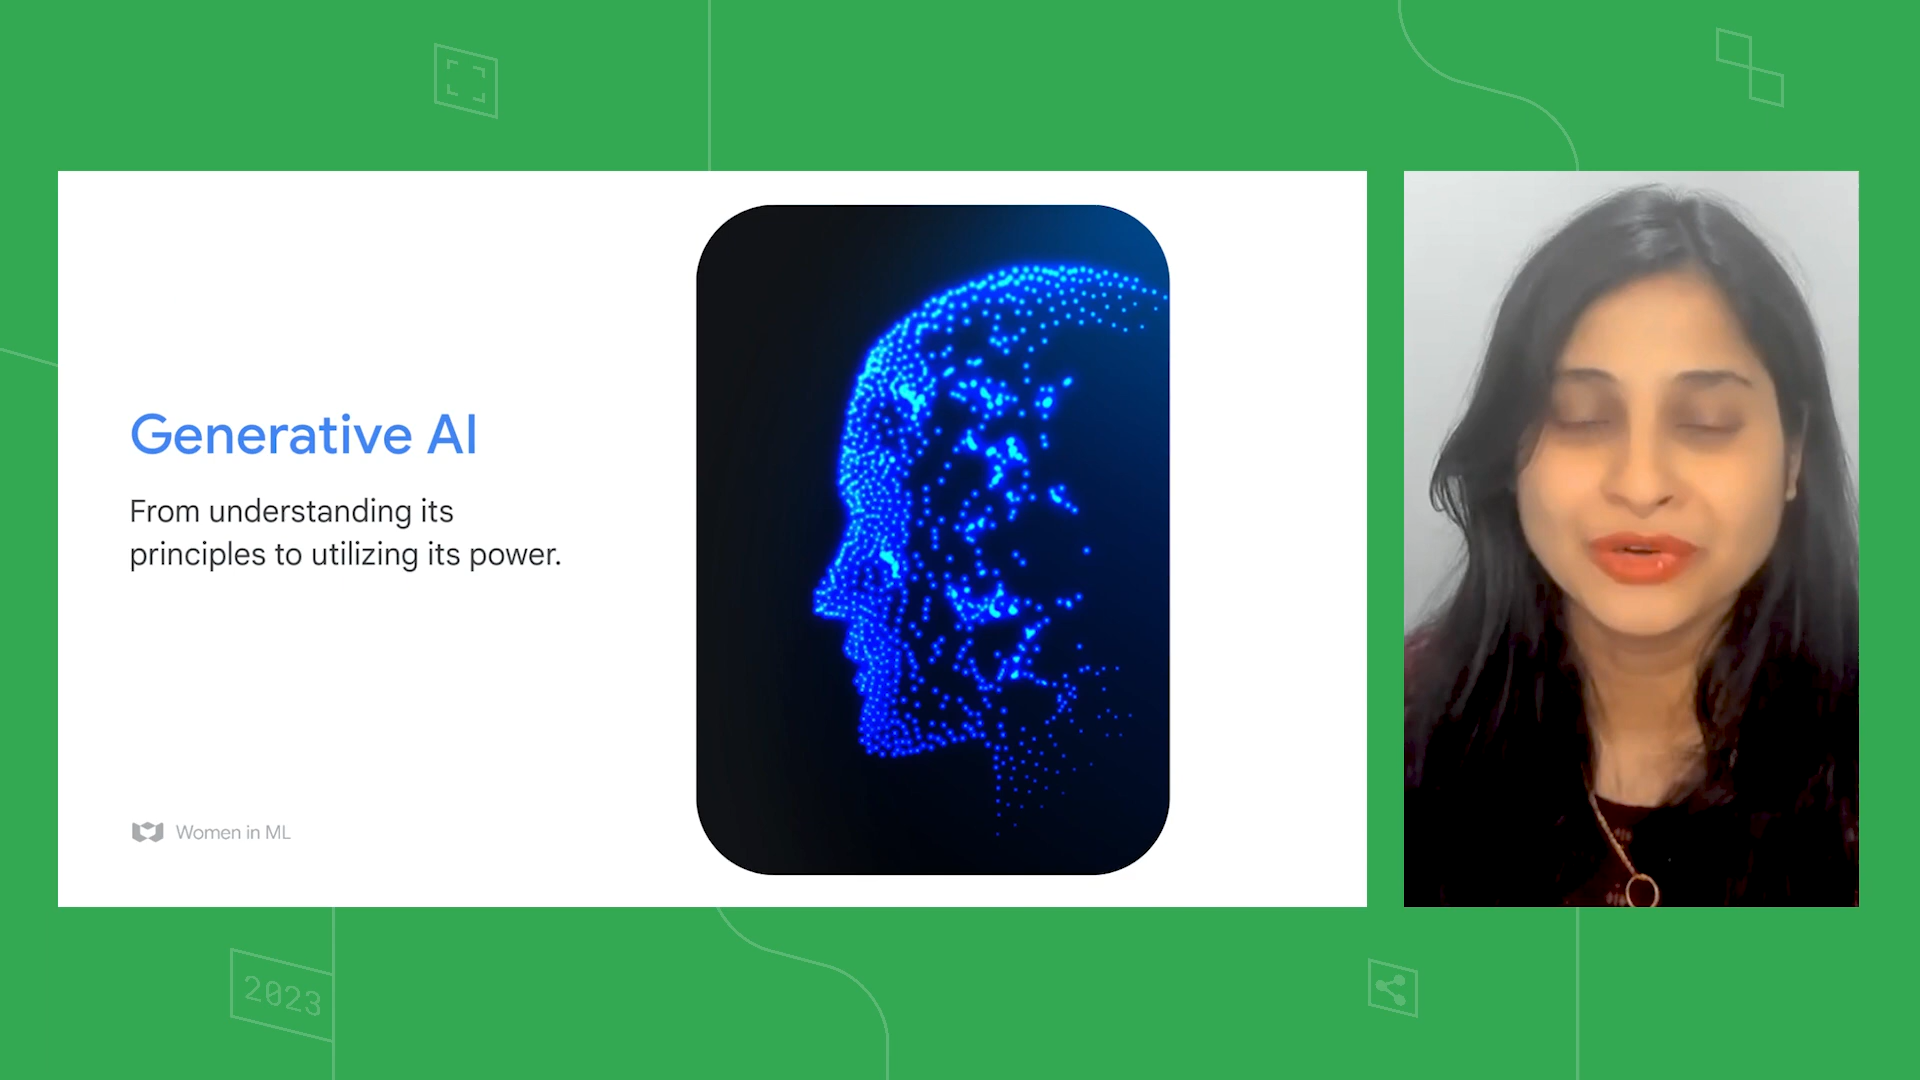 Generative AI
From understanding its
principles to utilizing its power.
Women in ML
2023